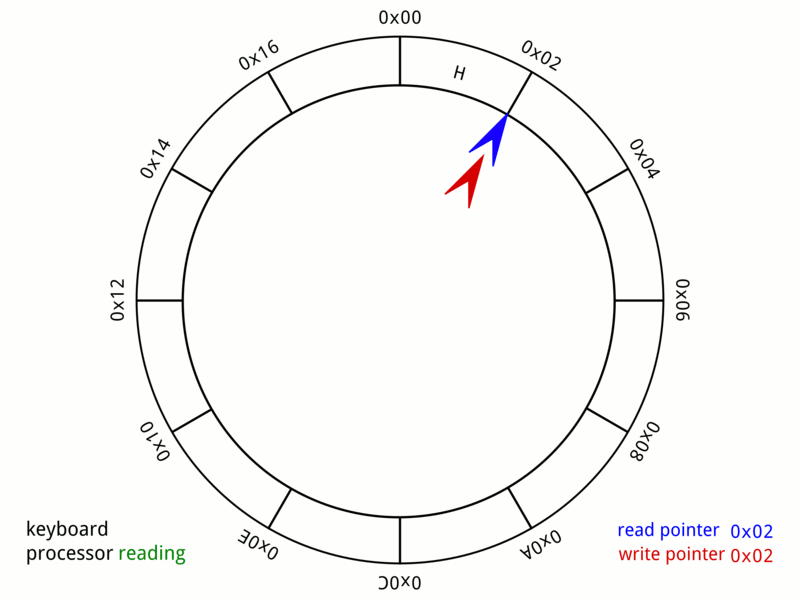 0x00
0x02
0x04
0x06
0x08
0x0A
0x0C
0x0E
0x10
0x12
0x14
0x16
H
keyboard
processor reading
read pointer 0x02
write pointer 0x02